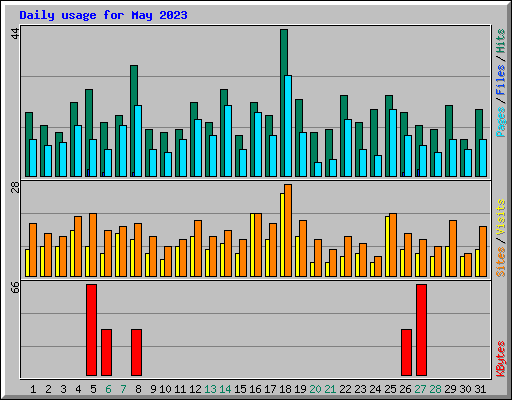 Daily usage for May 2023
44
28
66
Pages / Files / Hits
Sites / Visits
KBytes
1 2 3 4 5 6 7 8 9 10 11 12 13 14 15 16 17 18 19 20 21 22 23 24 25 26 27 28 29 30 31